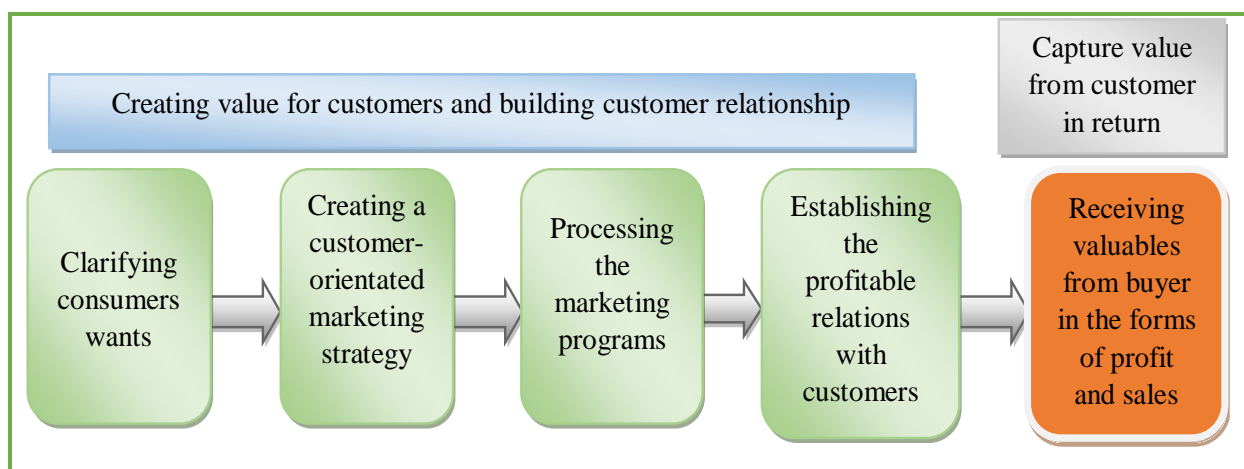 Creating value for customers and building customer relationship
Capture value
from customer
in return
Clarifying
consumers
wants
Creating a
customer-
orientated
marketing
strategy
Processing
the
marketing
programs
Establishing
the
profitable
relations
with
customers
Receiving
valuables
from buyer
in the forms
of profit
and sales